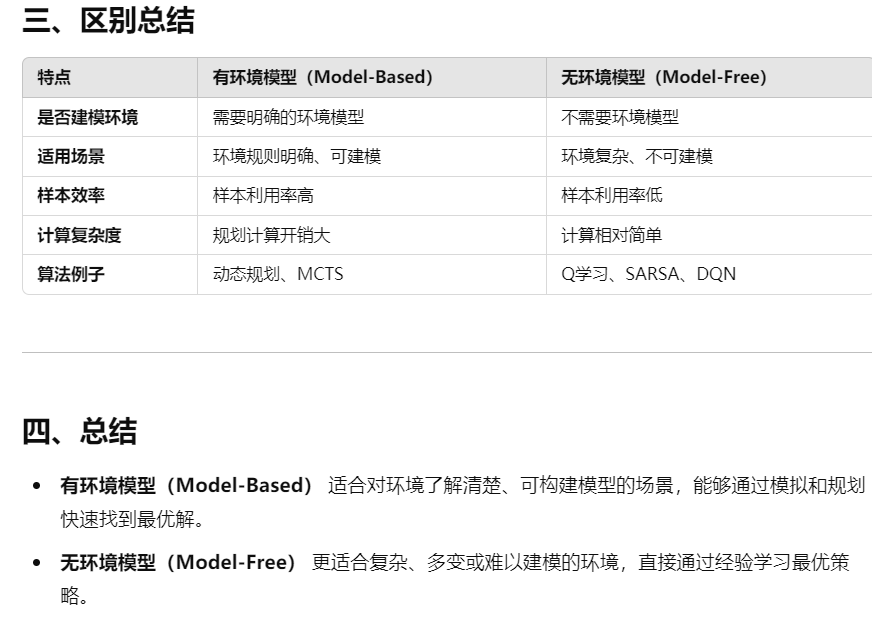 三、区别总结
特点 有环境模型（Model-Based） 无环境模型（Model-Free）
是否建模环境 需要明确的环境模型 不需要环境模型
适用场景 环境规则明确、可建模 环境复杂、不可建模
样本效率 样本利用率高 样本利用率低
计算复杂度 规划计算开销大 计算相对简单
算法例子 动态规划、MCTS Q学习、SARSA、DQN
四、总结
• 有环境模型（Model-Based） 适合对环境了解清楚、可构建模型的场景，能够通过模拟和规划
快速找到最优解。
• 无环境模型（Model-Free） 更适合复杂、多变或难以建模的环境，直接通过经验学习最优策
略。